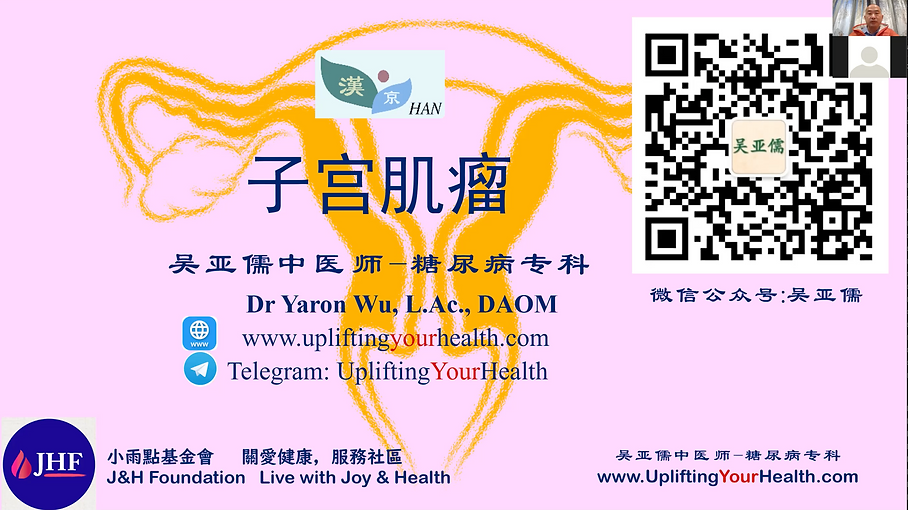 漢
京
HAN
子宫肌瘤
吴亚儒中医师-糖尿病专科
Dr Yaron Wu, L.Ac., DAOM
www
www.upliftingyourhealth.com
Telegram: UpliftingYourHealth
吴亚儒
微信公众号:吴亚儒
JHF
小雨點基金會 關愛健康，服務社區
J&H Foundation Live with Joy & Health
吴亚儒中医师-糖尿病专科
www.UpliftingYourHealth.com